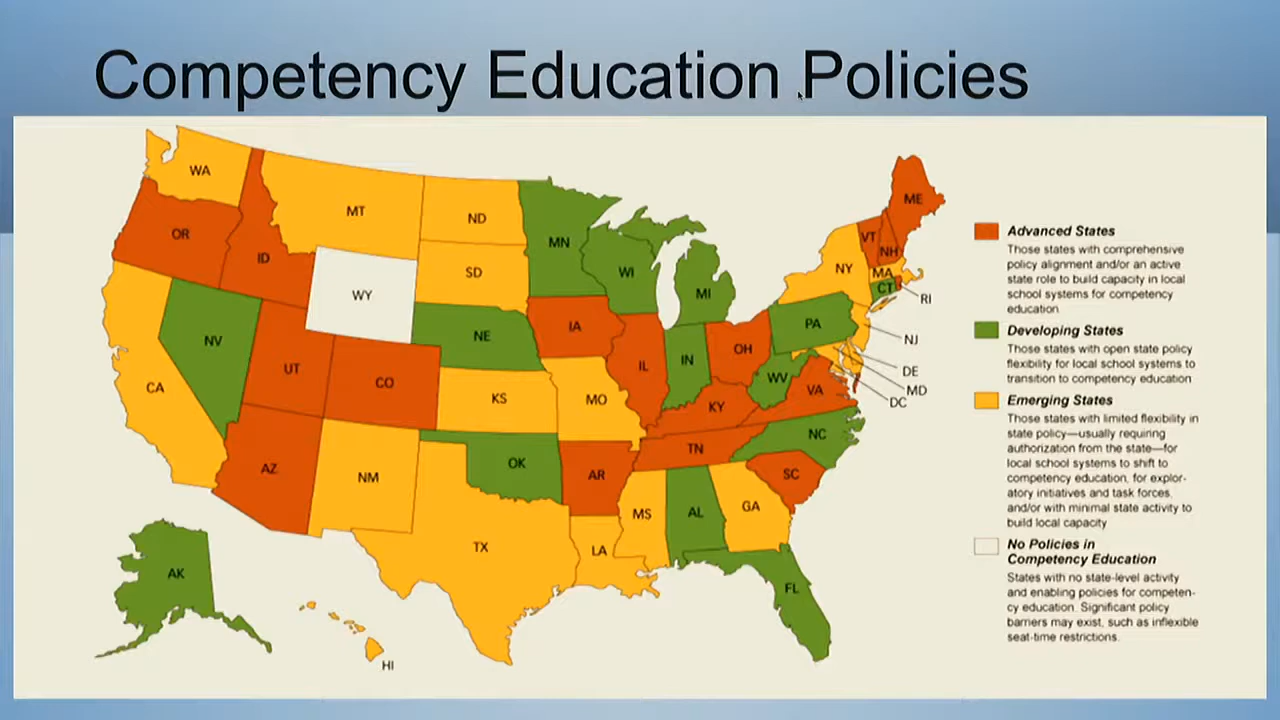 Competency Education Policies
WA
OR
ID
MT
ND
SD
WY
MN
WI
MI
NE
IA
NV
UT
CO
CA
KS
MO
IL
IN
OH
PA
NY
VT
NH
ME
MA
CT
RI
NJ
DE
MD
DC
WV
VA
KY
TN
NC
SC
AZ
NM
OK
AR
TX
LA
MS
AL
GA
FL
AK
HI
Advanced States
Those states with comprehensive
policy alignment and/or an active
state role to build capacity in local
school systems for competency
education.
Developing States
Those states with open state policy
flexibility for local school systems to
transition to competency education
Emerging States
Those states with limited flexibility in
state policy—usually requiring
authorization from the state—for
local school systems to shift to
competency education, for explor-
atory initiatives and task forces,
and/or with minimal state activity to
build local capacity
No Policies in
Competency Education
States with no state-level activity
and enabling policies for competen-
cy education. Significant policy
barriers may exist, such as inflexible
seat-time restrictions.